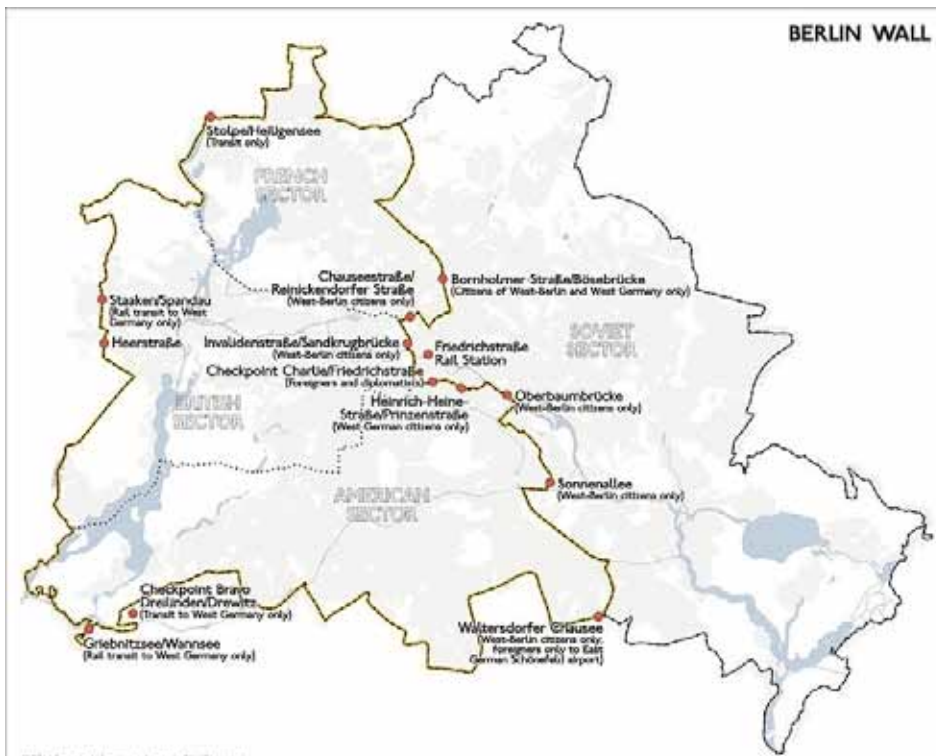 BERLIN WALL
Stolpe/Heiligensee
(Transit only)
FRENCH
SECTOR
Chauseestraße/
Reinickendorfer Straße
(West-Berlin citizens only)
Bornholmer-Straße/Bösebrücke
(Citizens of West-Berlin and West Germany only)
Staaken/Spandau
(Rail transit to West
Germany only)
Heerstraße
Invalidenstraße/Sandkrugbrücke
(West-Berlin citizens only)
Friedrichstraße
Rail Station
SOVIET
SECTOR
Checkpoint Charlie/Friedrichstraße
(Foreigners and diplomatists)
Heinrich-Heine-
Straße/Prinzenstraße
(West German citizens only)
Oberbaumbrücke
(West-Berlin citizens only)
BRITISH
SECTOR
Sonnenallee
(West-Berlin citizens only)
AMERICAN
SECTOR
Checkpoint Bravo
Dreilinden/Drewitz
(Transit to West Germany only)
Griebnitzsee/Wannsee
(Rail transit to West Germany only)
Waltersdorfer Chausee
(West-Berlin citizens only;
foreigners only to East
German Schönefeld airport)